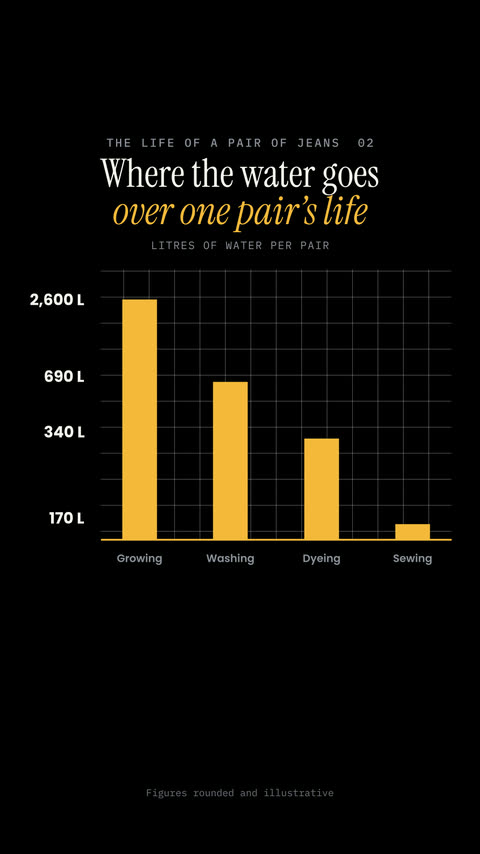 THE LIFE OF A PAIR OF JEANS 02
Where the water goes
over one pair’s life
LITRES OF WATER PER PAIR
2,600 L
690 L
340 L
170 L
Growing Washing Dyeing Sewing
Figures rounded and illustrative